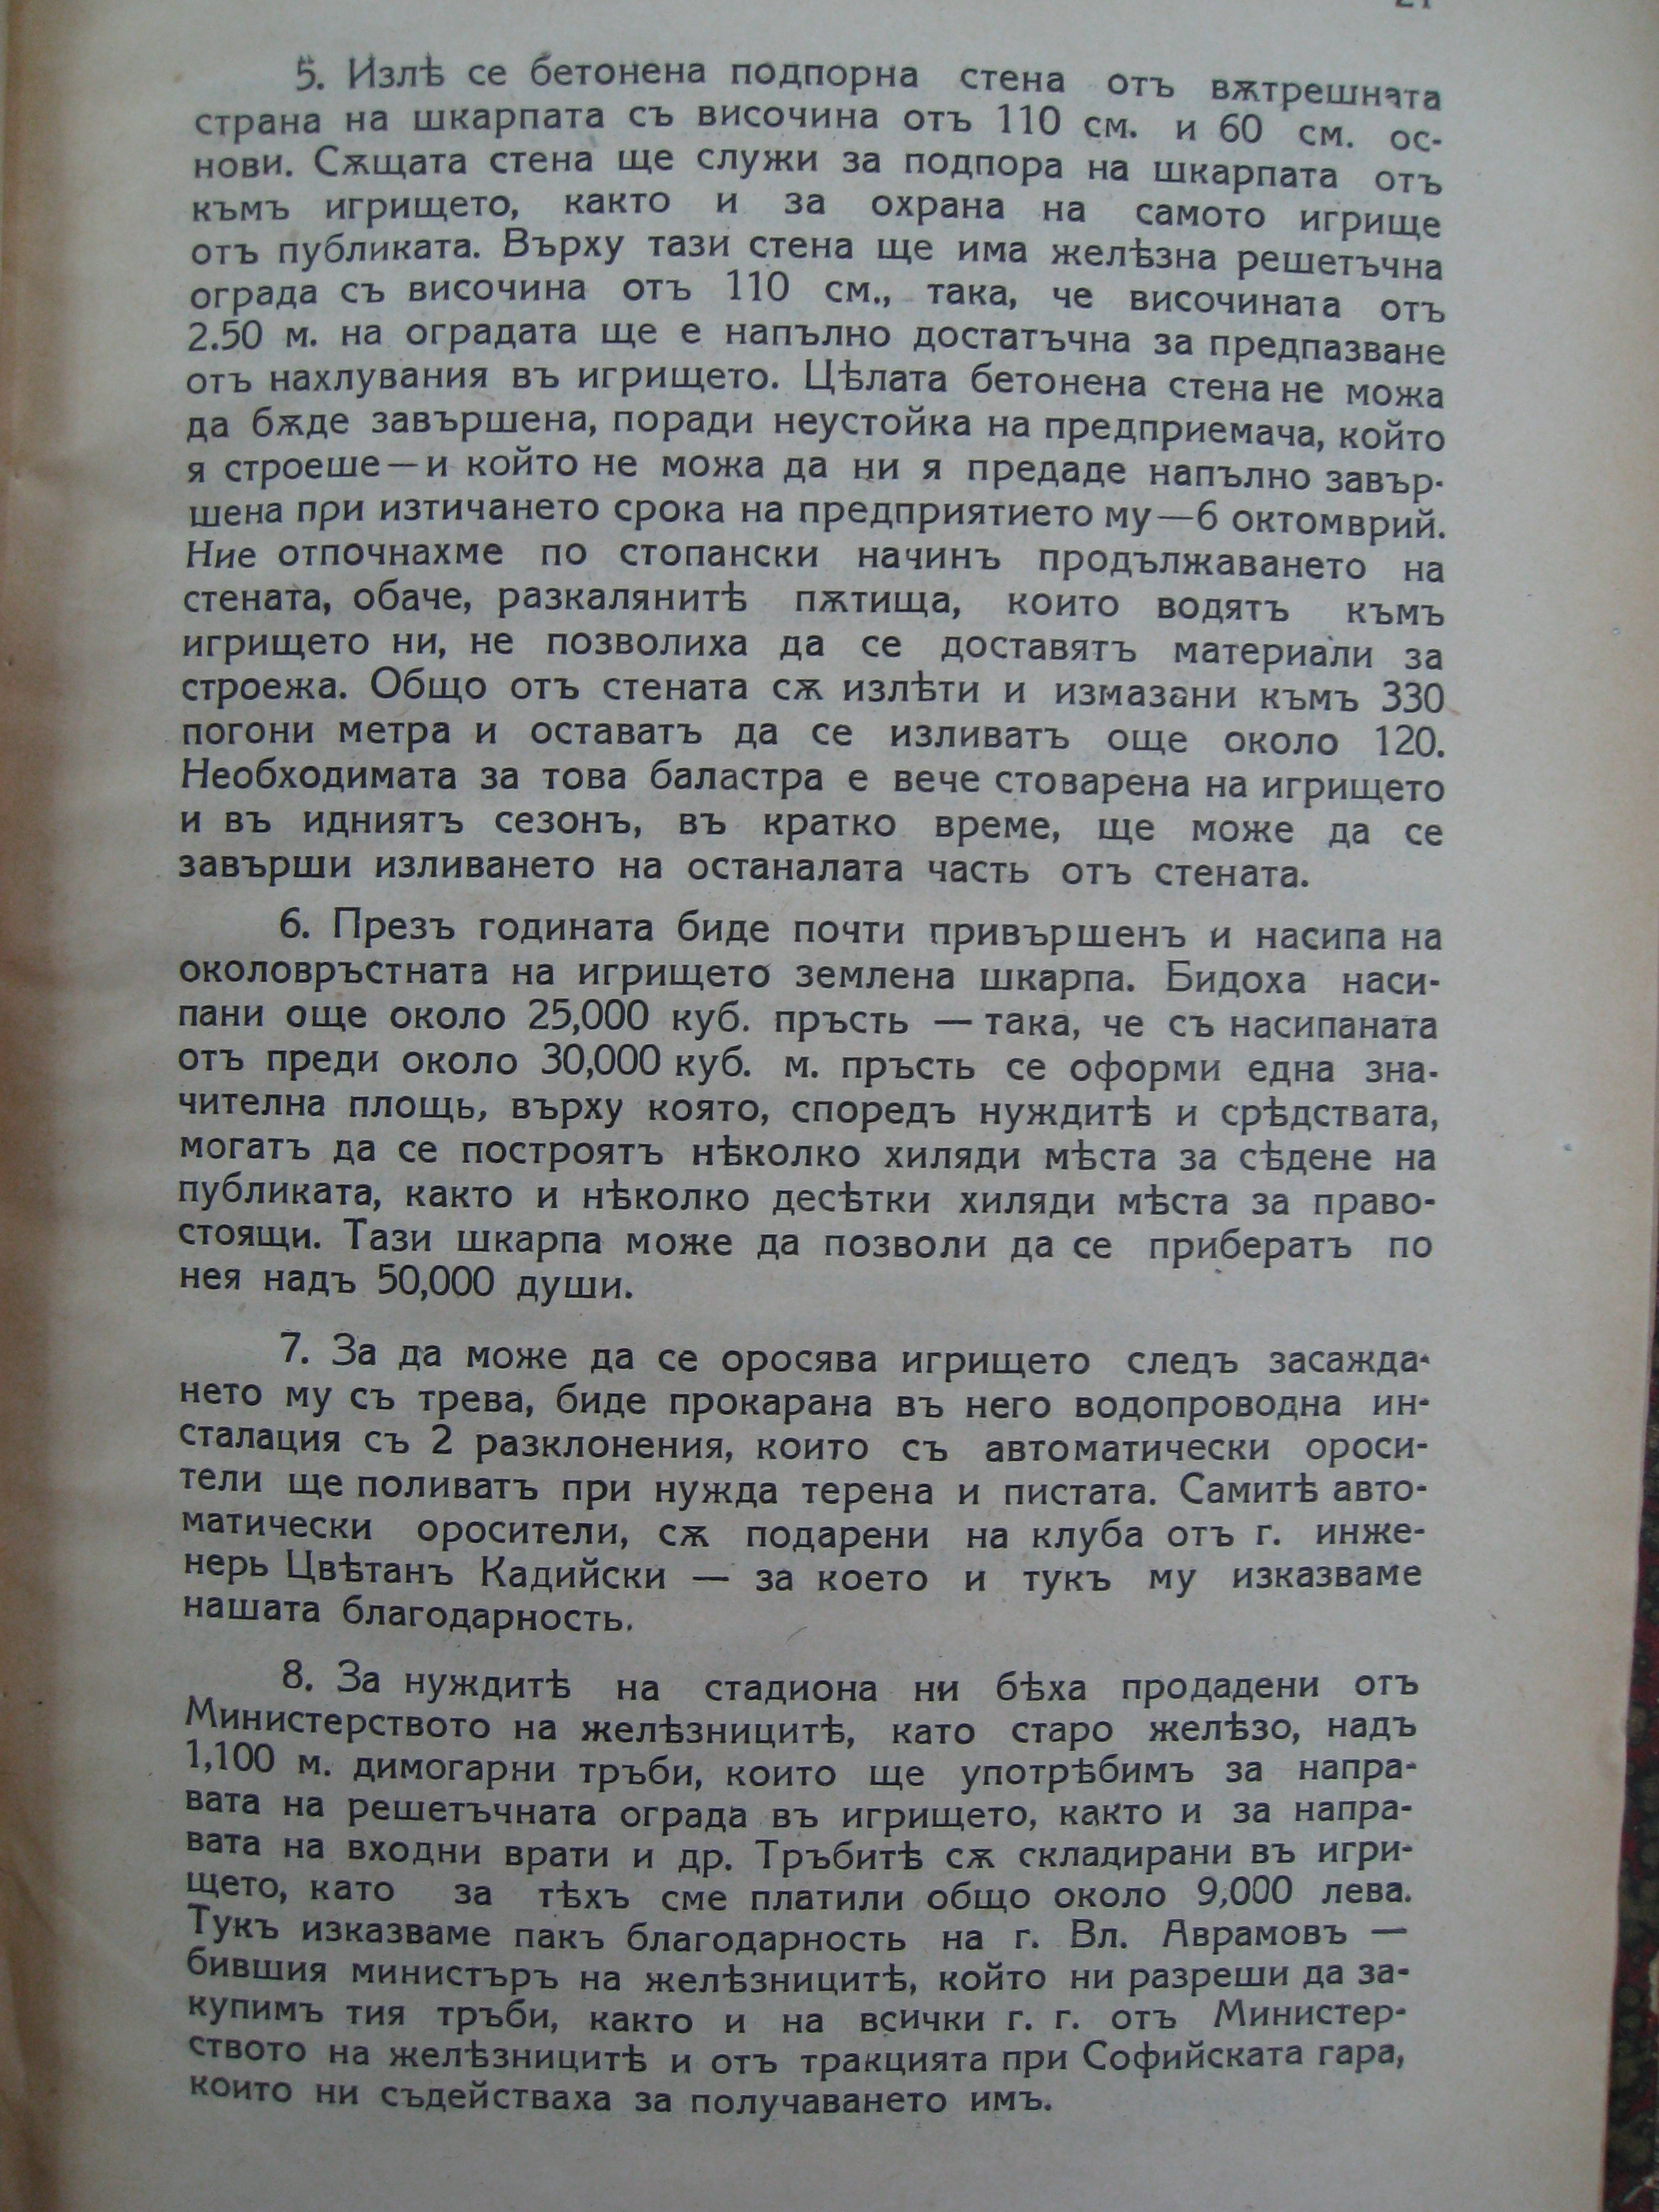 5. Излѣ се бетонена подпорна стена отъ вѫтрешната
страна на шкарпата съ височина отъ 110 см. и 60 см. ос-
нови. Сѫщата стена ще служи за подпора на шкарпата отъ
къмъ игрището, както и за охрана на самото игрище
отъ публиката. Върху тази стена ще има желѣзна решетъчна
ограда съ височина отъ 110 см., така, че височината отъ
2.50 м. на оградата ще е напълно достатъчна за предпазване
отъ нахлувания въ игрището. Цѣлата бетонена стена не можа
да бѫде завършена, поради неустойка на предприемача, който
я строеше — и който не можа да ни я предаде напълно завър-
шена при изтичането срока на предприятието му — 6 октомврий.
Ние отпочнахме по стопански начинъ продължаването на
стената, обаче, разкалянитѣ пѫтища, които водятъ къмъ
игрището ни, не позволиха да се доставятъ материали за
строежа. Общо отъ стената сѫ излѣти и измазани къмъ 330
погони метра и оставатъ да се изливатъ още около 120.
Необходимата за това баластра е вече стоварена на игрището
и въ идниятъ сезонъ, въ кратко време, ще може да се
завърши изливането на останалата часть отъ стената.
6. Презъ годината биде почти привършенъ и насипа на
околовръстната на игрището землена шкарпа. Бидоха наси-
пани още около 25,000 куб. пръсть — така, че съ насипаната
отъ преди около 30,000 куб. м. пръсть се оформи една зна-
чителна площь, върху която, споредъ нуждитѣ и срѣдствата,
могатъ да се построятъ нѣколко хиляди мѣста за сѣдене на
публиката, както и нѣколко десѣтки хиляди мѣста за право-
стоящи. Тази шкарпа може да позволи да се прибератъ по
нея надъ 50,000 души.
7. За да може да се оросява игрището следъ засажда-
нето му съ трева, биде прокарана въ него водопроводна ин-
сталация съ 2 разклонения, които съ автоматически ороси-
тели ще поливатъ при нужда терена и пистата. Самитѣ авто-
матически оросители, сѫ подарени на клуба отъ г. инже-
нерь Цвѣтанъ Кадийски — за което и тукъ му изказваме
нашата благодарность.
8. За нуждитѣ на стадиона ни бѣха продадени отъ
Министерството на желѣзницитѣ, като старо желѣзо, надъ
1,100 м. димогарни тръби, които ще употрѣбимъ за напра-
вата на решетъчната ограда въ игрището, както и за напра-
вата на входни врати и др. Тръбитѣ сѫ складирани въ игри-
щето, като за тѣхъ сме платили общо около 9,000 лева.
Тукъ изказваме пакъ благодарность на г. Вл. Аврамовъ —
бившия министъръ на желѣзницитѣ, който ни разреши да за-
купимъ тия тръби, както и на всички г. г. отъ Министер-
ството на желѣзницитѣ и отъ тракцията при Софийската гара,
които ни съдействаха за получаването имъ.